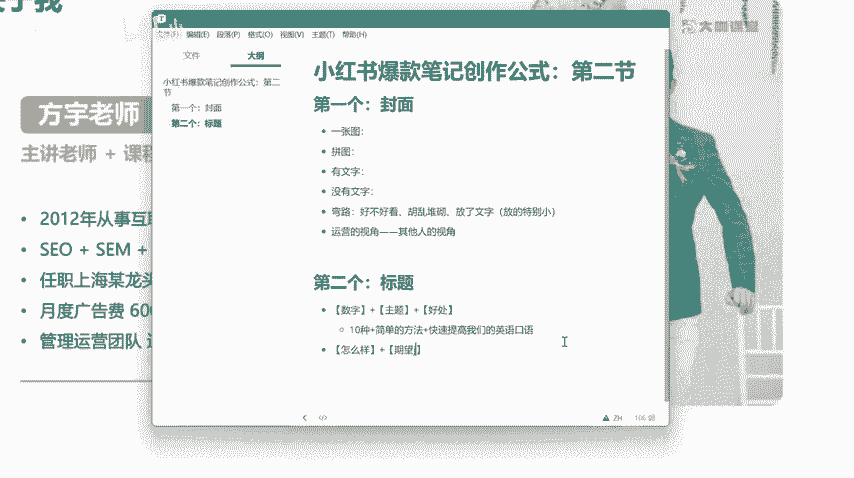 于我
大咖课堂
方宇老师
主讲老师 + 课程
2012年从事互联
SEO + SEM +
任职上海某龙头
月度广告费 600
管理运营团队
文件(F) 编辑(E) 段落(P) 格式(O) 视图(V) 主题(T) 帮助(H)
文件 大纲
小红书爆款笔记创作公式：第二节
第一个：封面
第二个：标题
小红书爆款笔记创作公式：第二节
第一个：封面
一张图：
拼图：
有文字：
没有文字：
弯路：好不好看、胡乱堆砌、放了文字（放的特别小）
运营的视角——其他人的视角
第二个：标题
【数字】+【主题】+【好处】
10种+简单的方法+快速提高我们的英语口语
【怎么样】+【期望】
ZH 106 词